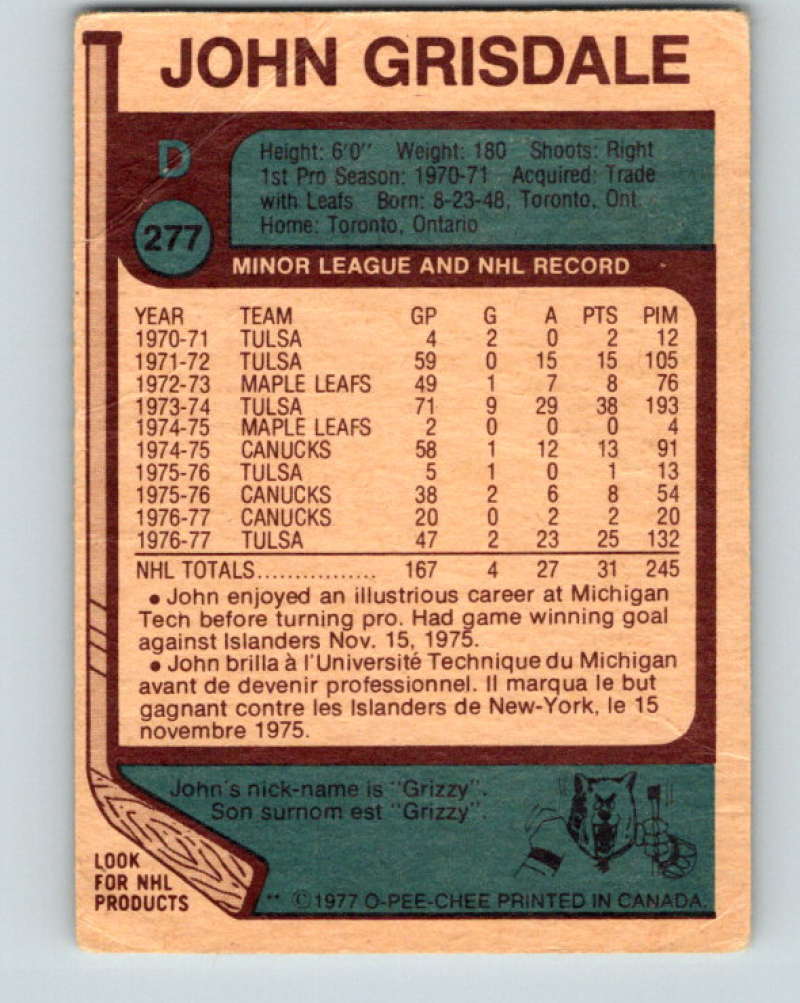 JOHN GRISDALE
D
277
Height: 6'0" Weight: 180 Shoots: Right
1st Pro Season: 1970-71 Acquired: Trade
with Leafs Born: 8-23-48, Toronto, Ont.
Home: Toronto, Ontario
MINOR LEAGUE AND NHL RECORD
YEAR TEAM GP G A PTS PIM
1970-71 TULSA 4 2 0 2 12
1971-72 TULSA 59 0 15 15 105
1972-73 MAPLE LEAFS 49 1 7 8 76
1973-74 TULSA 71 9 29 38 193
1974-75 MAPLE LEAFS 2 0 0 0 4
1974-75 CANUCKS 58 1 12 13 91
1975-76 TULSA 5 1 0 1 13
1975-76 CANUCKS 38 2 6 8 54
1976-77 CANUCKS 20 0 2 2 20
1976-77 TULSA 47 2 23 25 132
NHL TOTALS................ 167 4 27 31 245
● John enjoyed an illustrious career at Michigan
Tech before turning pro. Had game winning goal
against Islanders Nov. 15, 1975.
● John brilla à l'Université Technique du Michigan
avant de devenir professionnel. Il marqua le but
gagnant contre les Islanders de New-York, le 15
novembre 1975.
John's nick-name is "Grizzy".
Son surnom est "Grizzy".
LOOK
FOR NHL
PRODUCTS
** ©1977 O-PEE-CHEE PRINTED IN CANADA.